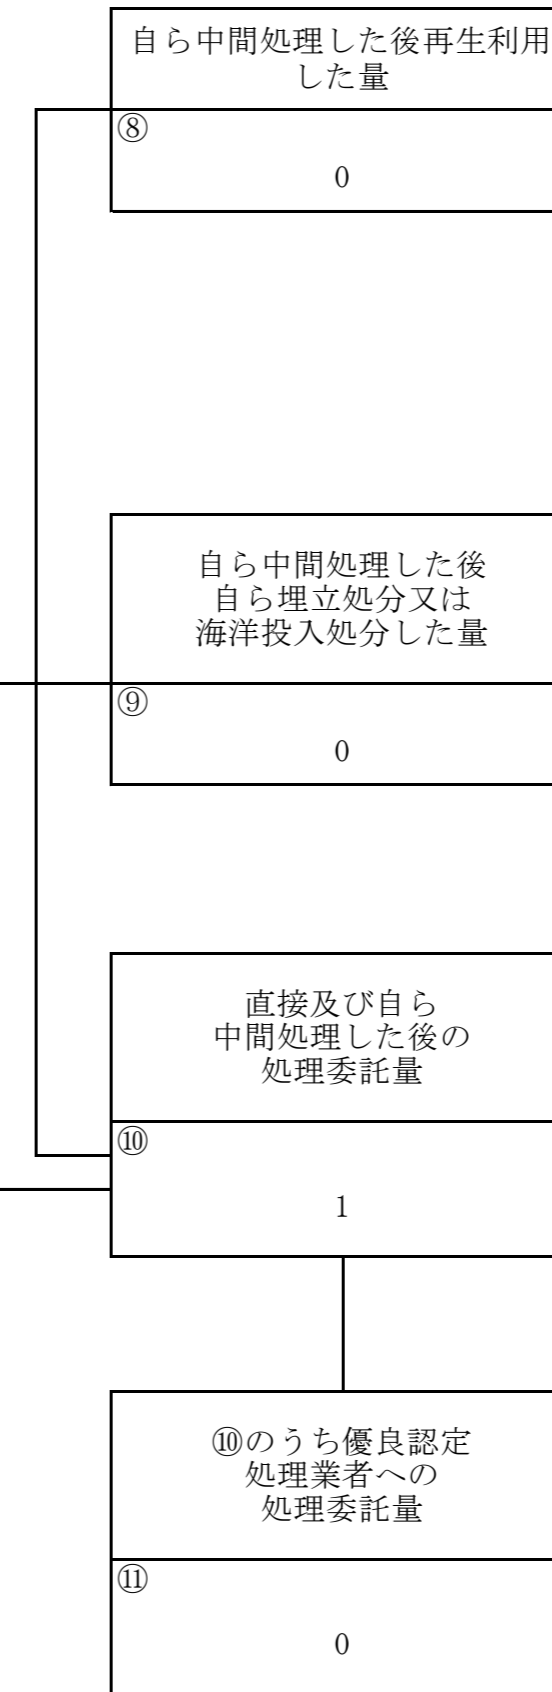 自ら中間処理した後再生利用
した量
⑧
0
自ら中間処理した後
自ら埋立処分又は
海洋投入処分した量
⑨
0
直接及び自ら
中間処理した後の
処理委託量
⑩
1
⑩のうち優良認定
処理業者への
処理委託量
⑪
0